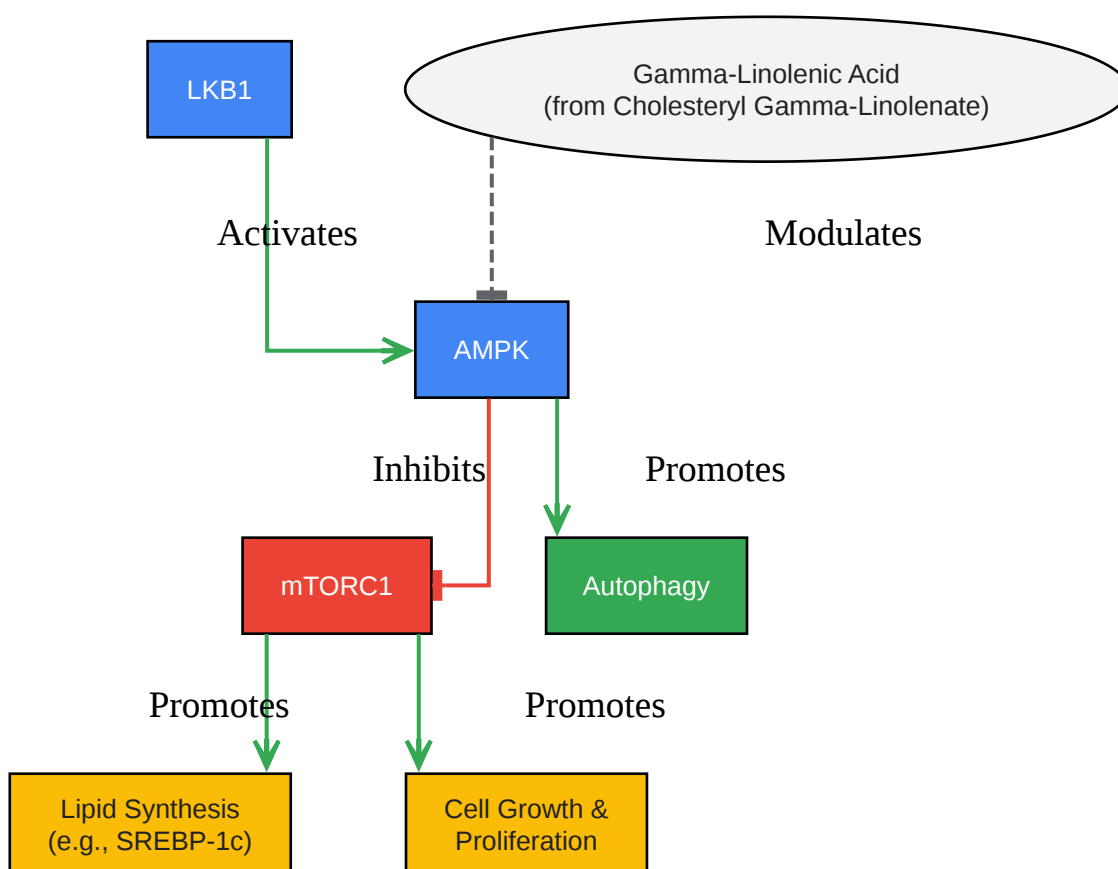 LKB1
Gamma-Linolenic Acid
(from Cholesteryl Gamma-Linolenate)
Activates
Modulates
AMPK
Inhibits
Promotes
mTORC1
Autophagy
Promotes
Promotes
Lipid Synthesis
(e.g., SREBP-1c)
Cell Growth &
Proliferation